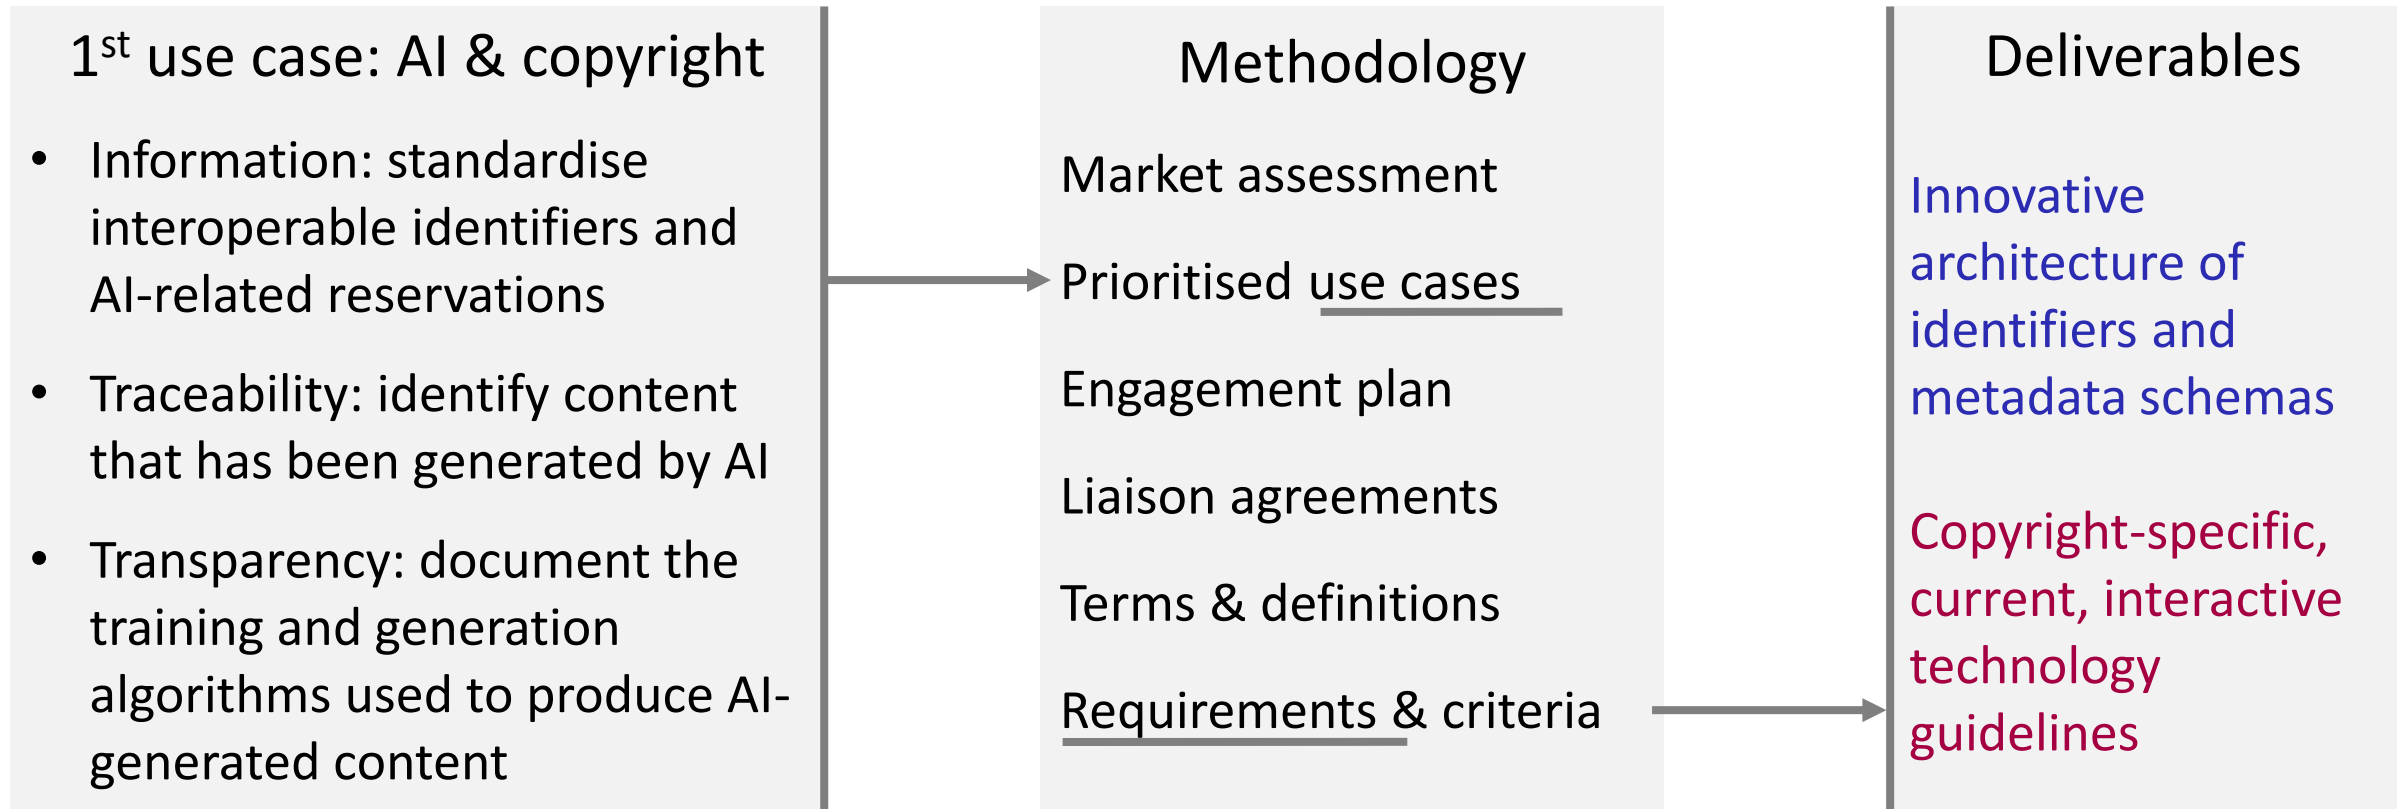 1st use case: AI & copyright
• Information: standardise
interoperable identifiers and
AI-related reservations
• Traceability: identify content
that has been generated by AI
• Transparency: document the
training and generation
algorithms used to produce AI-
generated content
Methodology
Market assessment
Prioritised use cases
Engagement plan
Liaison agreements
Terms & definitions
Requirements & criteria
Deliverables
Innovative
architecture of
identifiers and
metadata schemas
Copyright-specific,
current, interactive
technology
guidelines